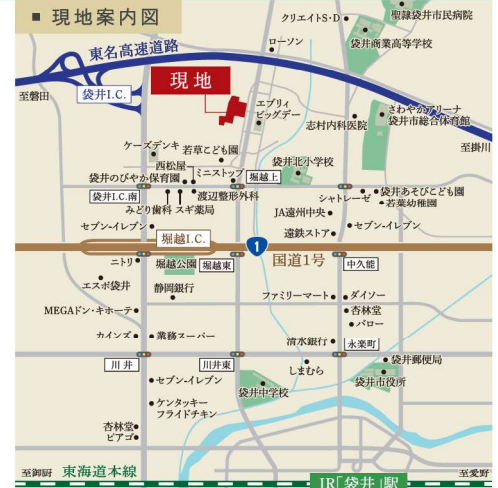 ■ 現地案内図
クリエイトS・D
聖隷袋井市民病院
ローソン
袋井商業高等学校
東名高速道路
袋井I.C.
至磐田
現地
エブリィ
ビッグデー
さわやかアリーナ
袋井市総合体育館
志村内科医院
至掛川
ケーズデンキ
若草こども園
西松屋
ミニストップ
袋井のびやか保育園
堀越上
袋井北小学校
袋井I.C.南
渡辺整形外科
みどり歯科
スギ薬局
シャトレーゼ
袋井あそびこども園
若葉幼稚園
JA遠州中央
セブン-イレブン
遠鉄ストア
セブン-イレブン
堀越I.C.
1
国道1号
ニトリ
堀越公園
堀越東
中久能
エスポ袋井
静岡銀行
ファミリーマート
ダイソー
MEGAドン・キホーテ
杏林堂
バロー
カインズ
業務スーパー
清水銀行
永楽町
川井
川井東
しまむら
袋井郵便局
袋井市役所
セブン-イレブン
袋井中学校
ケンタッキー
フライドチキン
杏林堂
ピアゴ
至御厨
東海道本線
JR「袋井」駅
至愛野